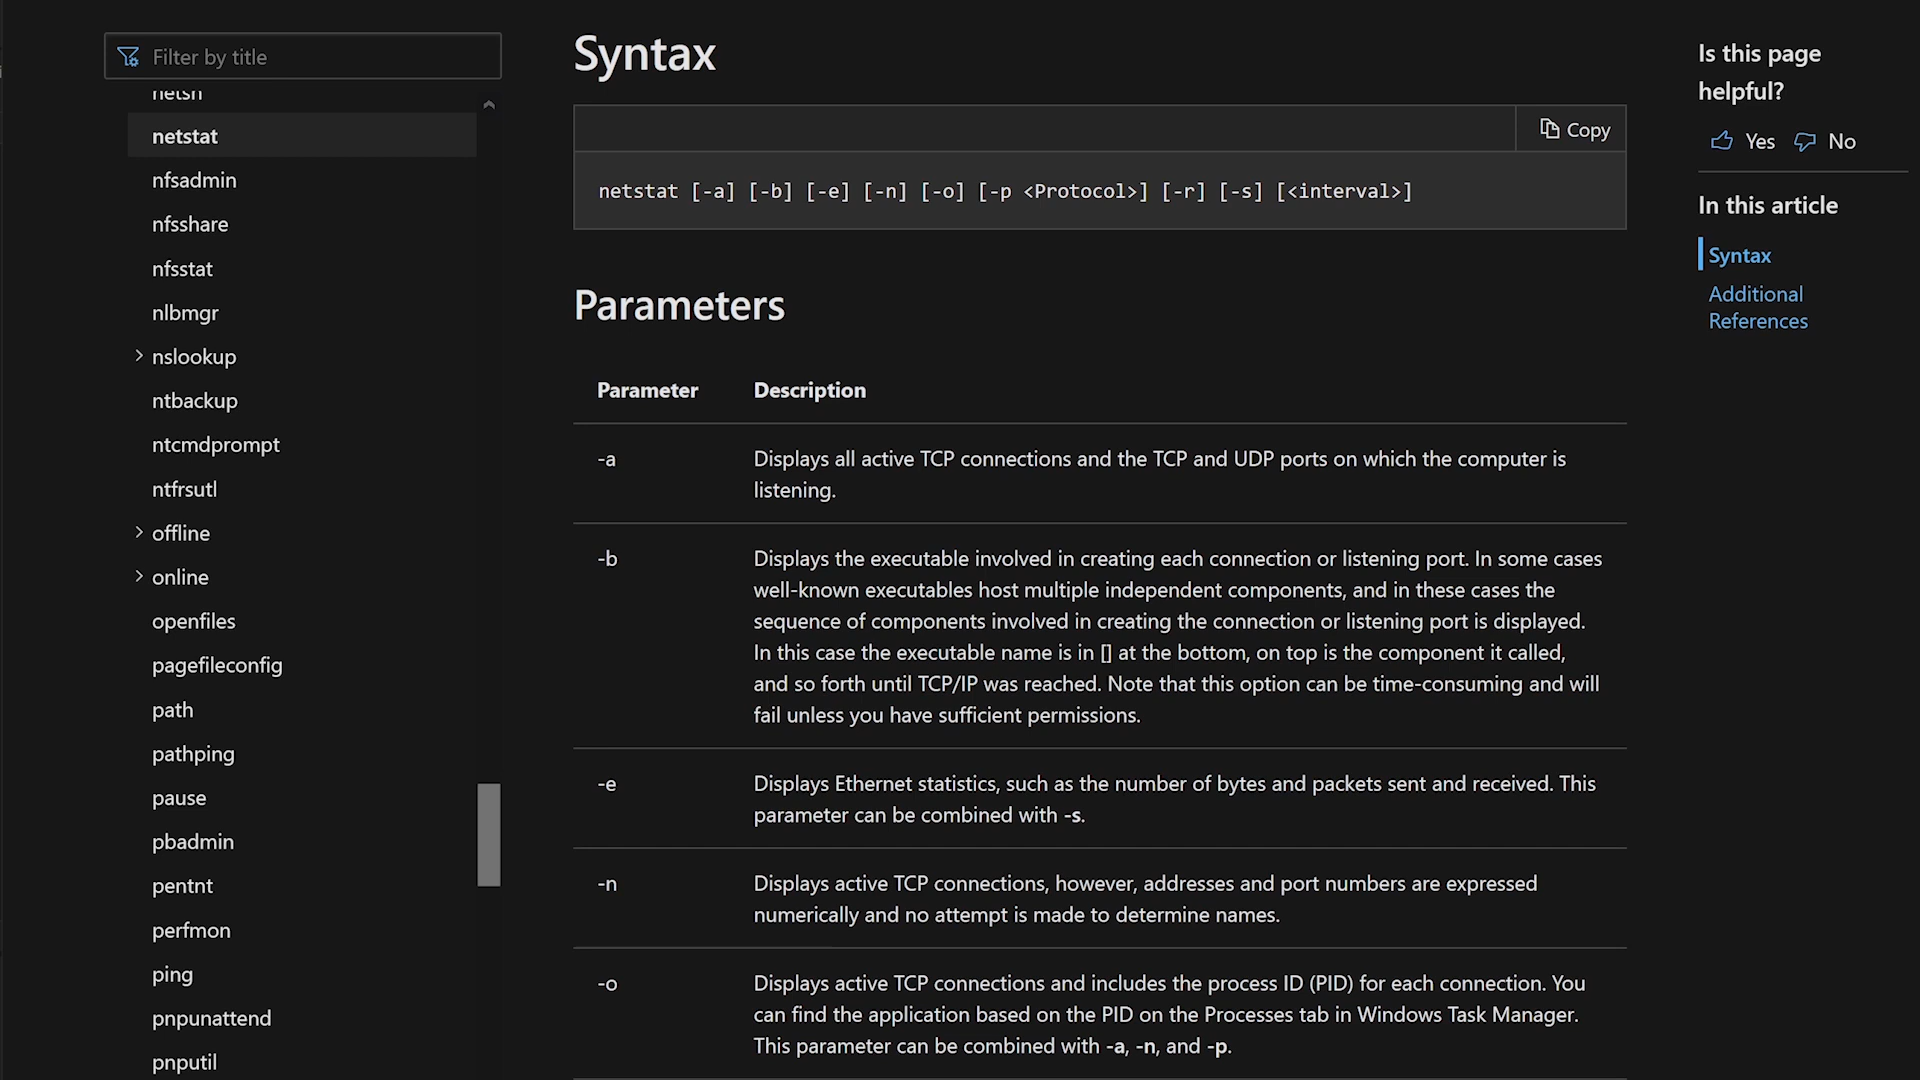 Filter by title
netsh
netstat
nfsadmin
nfsshare
nfsstat
nlbmgr
nslookup
ntbackup
ntcmdprompt
ntfrsutl
offline
online
openfiles
pagefileconfig
path
pathping
pause
pbadmin
pentnt
perfmon
ping
pnpunattend
pnputil
Syntax
Copy
netstat [-a] [-b] [-e] [-n] [-o] [-p <Protocol>] [-r] [-s] [<interval>]
Parameters
Parameter Description
-a Displays all active TCP connections and the TCP and UDP ports on which the computer is
listening.
-b Displays the executable involved in creating each connection or listening port. In some cases
well-known executables host multiple independent components, and in these cases the
sequence of components involved in creating the connection or listening port is displayed.
In this case the executable name is in [] at the bottom, on top is the component it called,
and so forth until TCP/IP was reached. Note that this option can be time-consuming and will
fail unless you have sufficient permissions.
-e Displays Ethernet statistics, such as the number of bytes and packets sent and received. This
parameter can be combined with -s.
-n Displays active TCP connections, however, addresses and port numbers are expressed
numerically and no attempt is made to determine names.
-o Displays active TCP connections and includes the process ID (PID) for each connection. You
can find the application based on the PID on the Processes tab in Windows Task Manager.
This parameter can be combined with -a, -n, and -p.
Is this page
helpful?
Yes No
In this article
Syntax
Additional
References